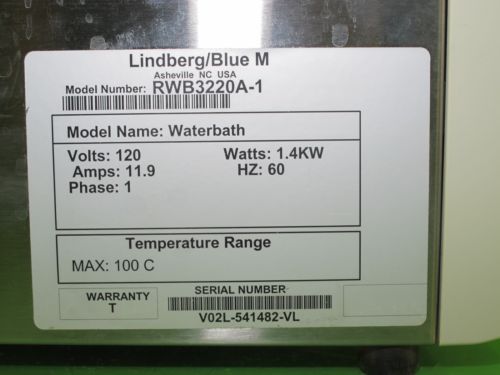 Lindberg/Blue M
Asheville NC USA
Model Number: RWB3220A-1
Model Name: Waterbath
Volts: 120 Watts: 1.4KW
Amps: 11.9 HZ: 60
Phase: 1
Temperature Range
MAX: 100 C
WARRANTY
T
SERIAL NUMBER
V02L-541482-VL